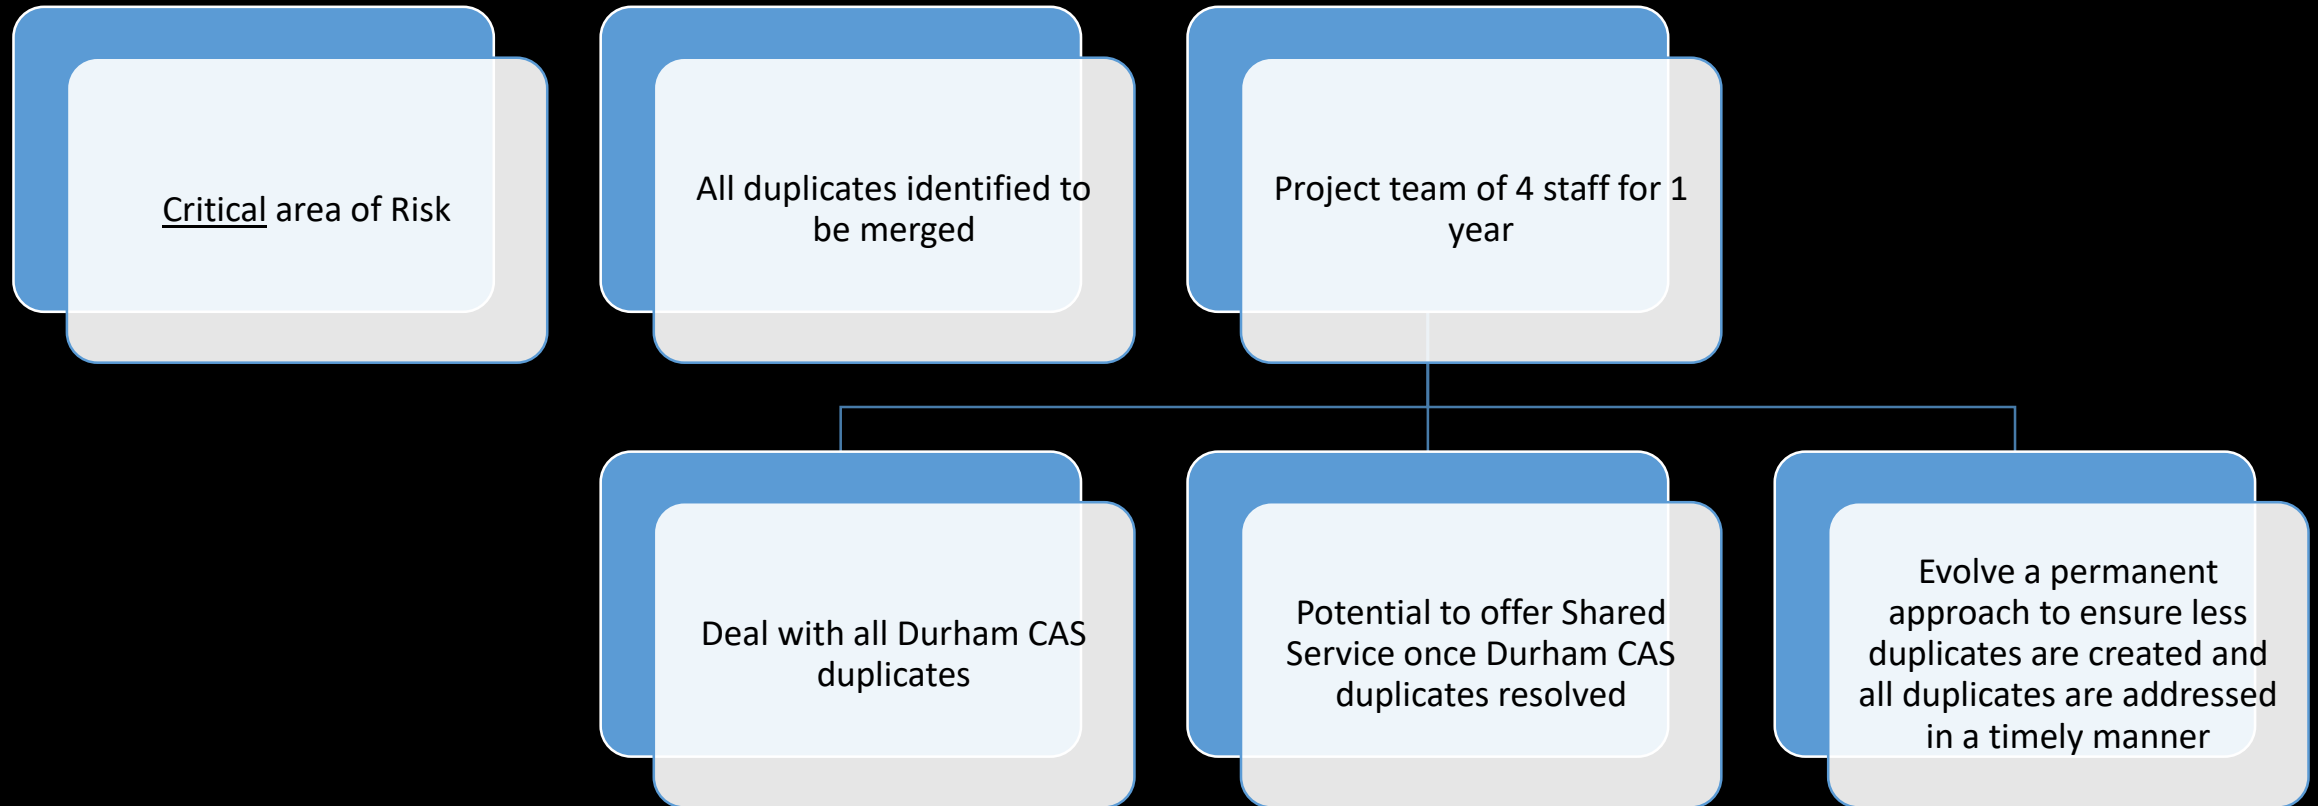 Critical area of Risk
All duplicates identified to
be merged
Project team of 4 staff for 1
year
Deal with all Durham CAS
duplicates
Potential to offer Shared
Service once Durham CAS
duplicates resolved
Evolve a permanent
approach to ensure less
duplicates are created and
all duplicates are addressed
in a timely manner